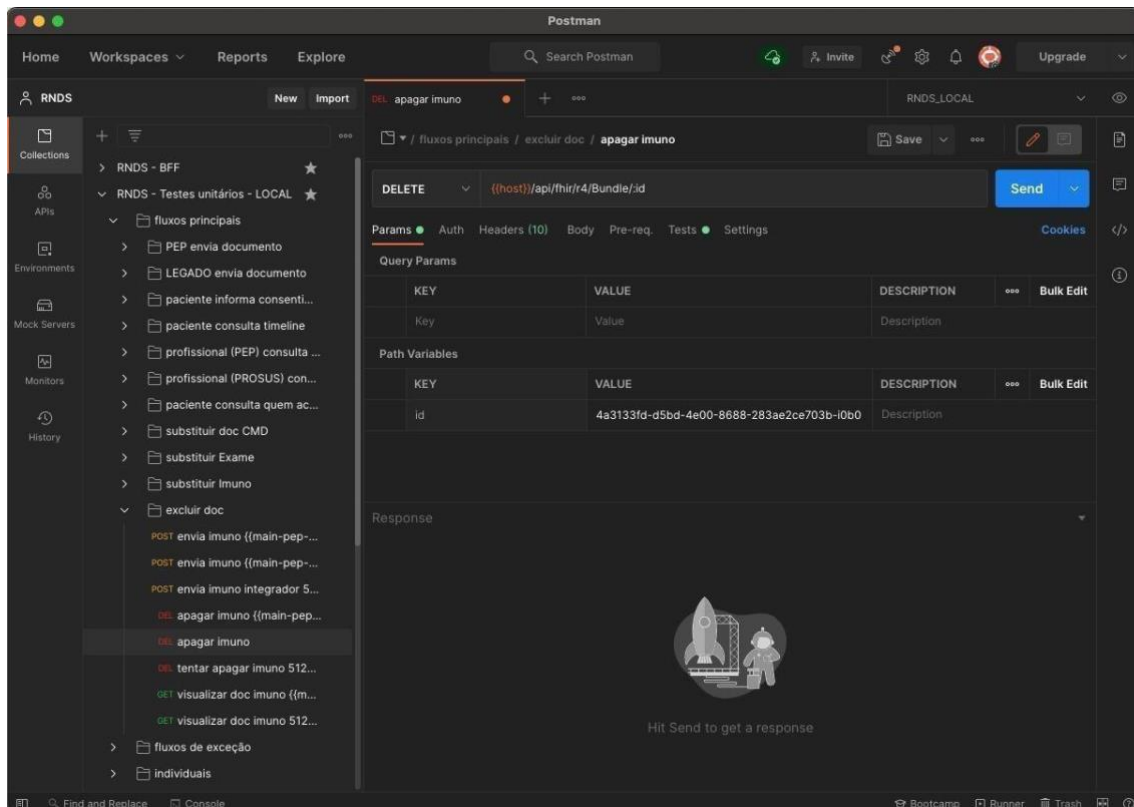 Postman
Home Workspaces Reports Explore Search Postman Invite Upgrade
RNDS New Import DEL apagar imuno RNDS_LOCAL
Collections
APIs
Environments
Mock Servers
Monitors
History
RNDS - BFF
RNDS - Testes unitários - LOCAL
fluxos principais
PEP envia documento
LEGADO envia documento
paciente informa consenti...
paciente consulta timeline
profissional (PEP) consulta ...
profissional (PROSUS) con...
paciente consulta quem ac...
substituir doc CMD
substituir Exame
substituir Imuno
excluir doc
POST envia imuno {{main-pep-...
POST envia imuno {{main-pep-...
POST envia imuno integrador 5...
DEL apagar imuno {{main-pep...
DEL apagar imuno
DEL tentar apagar imuno 512...
GET visualizar doc imuno {{m...
GET visualizar doc imuno 512...
fluxos de exceção
individuais
/ fluxos principais / excluir doc / apagar imuno Save
DELETE {{host}}/api/fhir/r4/Bundle/:id Send
Params Auth Headers (10) Body Pre-req. Tests Settings Cookies
Query Params
KEY VALUE DESCRIPTION Bulk Edit
Key Value Description
Path Variables
KEY VALUE DESCRIPTION Bulk Edit
id 4a3133fd-d5bd-4e00-8688-283ae2ce703b-i0b0 Description
Response
Hit Send to get a response
Find and Replace Console Bootcamp Runner Trash